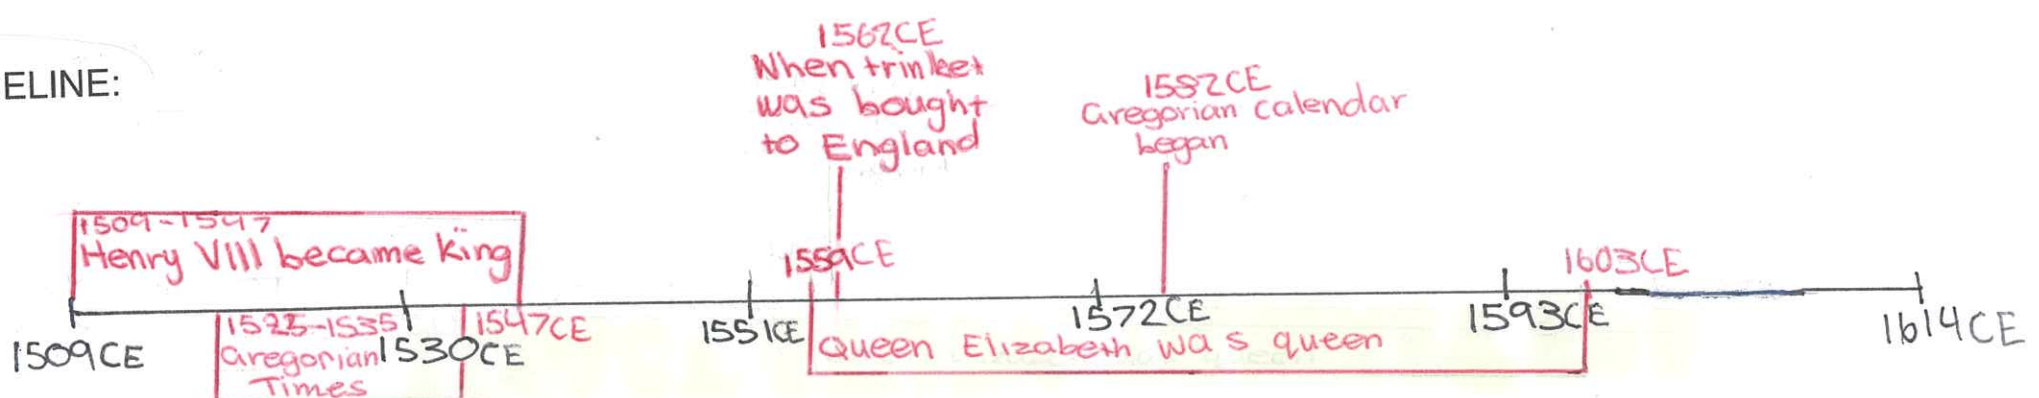 ELINE:
1562CE
When trinket
was bought
to England
1582CE
Gregorian Calendar
began
1509-1547
Henry VIII became King
1559CE
1603CE
1509CE
1525-1535
Gregorian
Times
1530CE
1547CE
1551CE
1572CE
Queen Elizabeth was queen
1593CE
1614CE